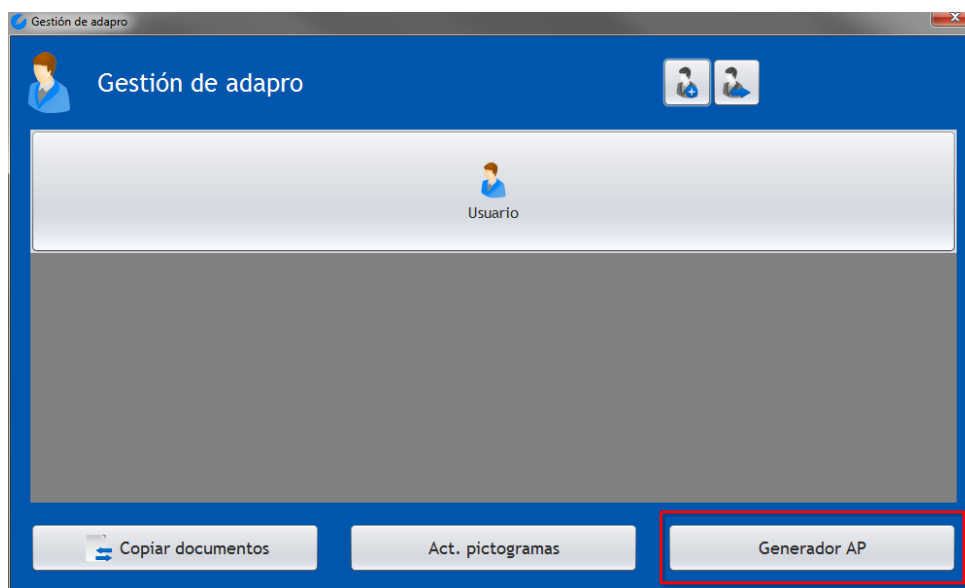 Gestión de adapro
Gestión de adapro
Usuario
Copiar documentos
Act. pictogramas
Generador AP